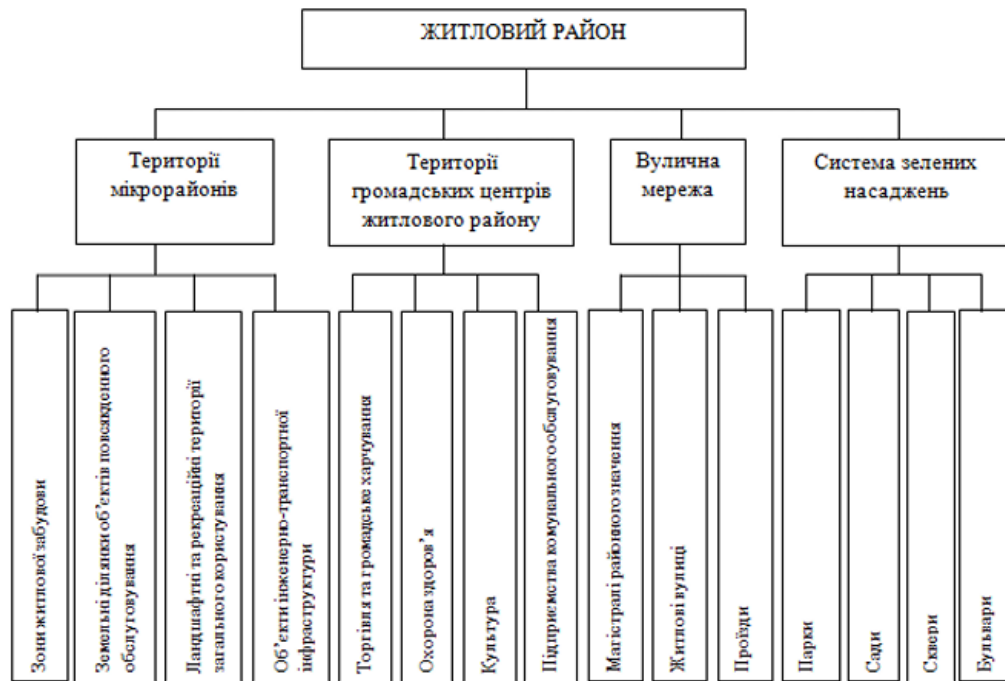 ЖИТЛОВИЙ РАЙОН
Території
мікрорайонів
Території
громадських центрів
житлового району
Вулична
мережа
Система зелених
насаджень
Зони житлової забудови
Земельні ділянки об’єктів повсякденного
обслуговування
Ландшафтні та рекреаційні території
загального користування
Об’єкти інженерно-транспортної
інфраструктури
Торгівля та громадське харчування
Охорона здоров’я
Культура
Підприємства комунального обслуговування
Магістралі районного значення
Житлові вулиці
Проїзди
Парки
Сади
Сквери
Бульвари